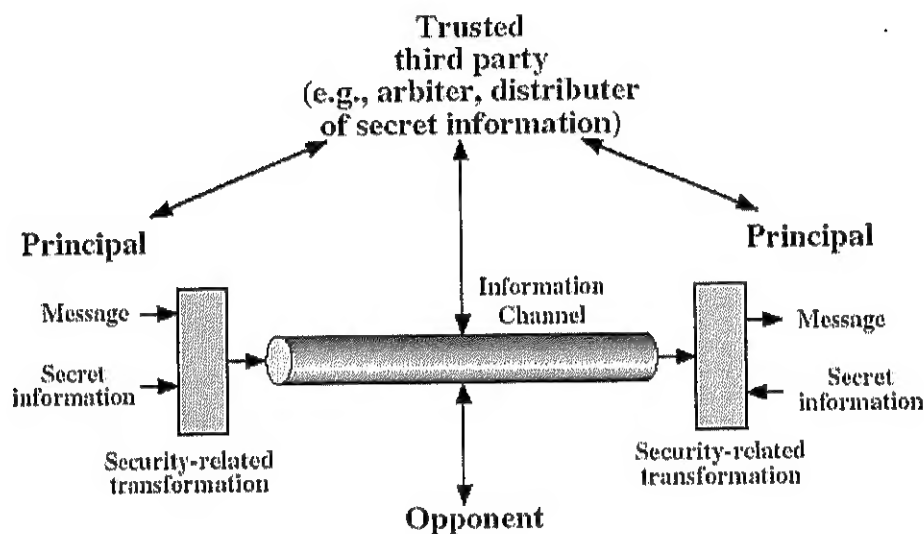 Trusted
third party
(e.g., arbiter, distributer
of secret information)
Principal
Principal
Information
Channel
Message
Message
Secret
information
Secret
information
Security-related
transformation
Security-related
transformation
Opponent